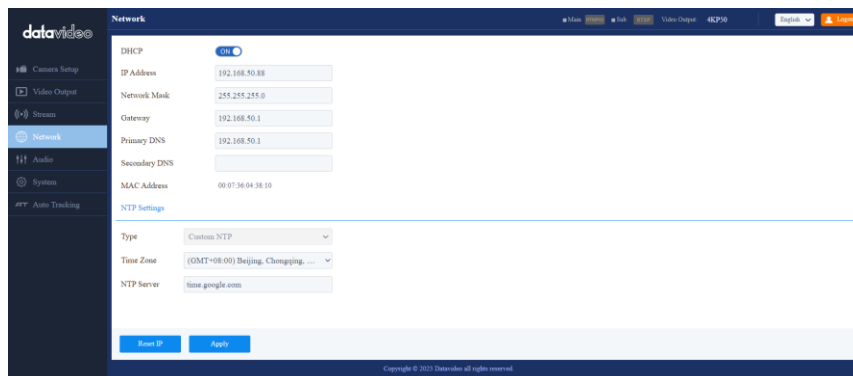 datavideo
Network
Main
Sub
Video Output: 4KP50
English
Logout
Camera Setup
Video Output
Stream
Network
Audio
System
Auto Tracking
DHCP ON
IP Address 192.168.50.88
Network Mask 255.255.255.0
Gateway 192.168.50.1
Primary DNS 192.168.50.1
Secondary DNS
MAC Address 00:07:36:04:38:10
NTP Settings
Type Custom NTP
Time Zone (GMT+08:00) Beijing, Chongqing, ...
NTP Server time.google.com
Reset IP Apply
Copyright © 2023 Datavideo all rights reserved.